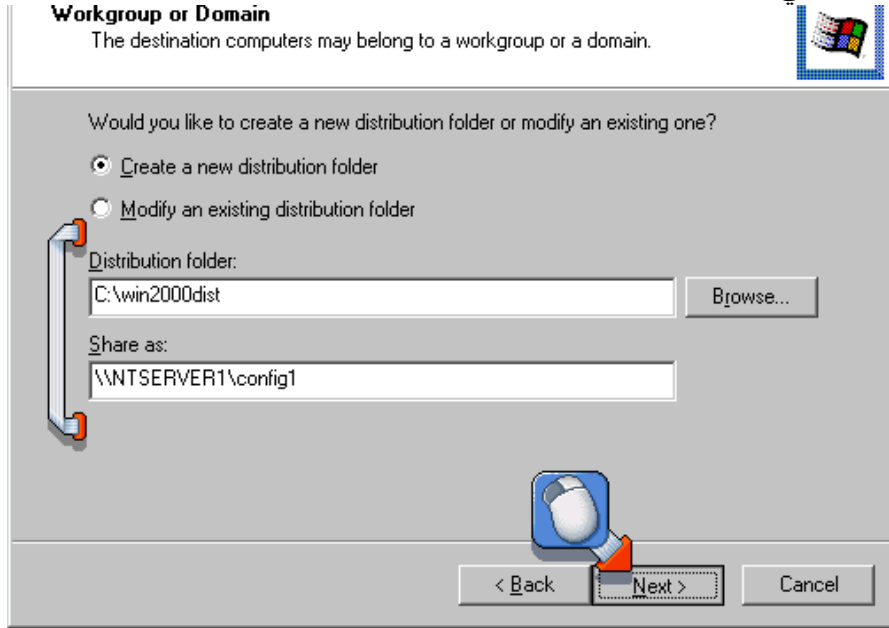 Workgroup or Domain
The destination computers may belong to a workgroup or a domain.
Would you like to create a new distribution folder or modify an existing one?
Create a new distribution folder
Modify an existing distribution folder
Distribution folder:
C:\win2000dist
Browse...
Share as:
\\NTSERVER1\config1
< Back
Next >
Cancel